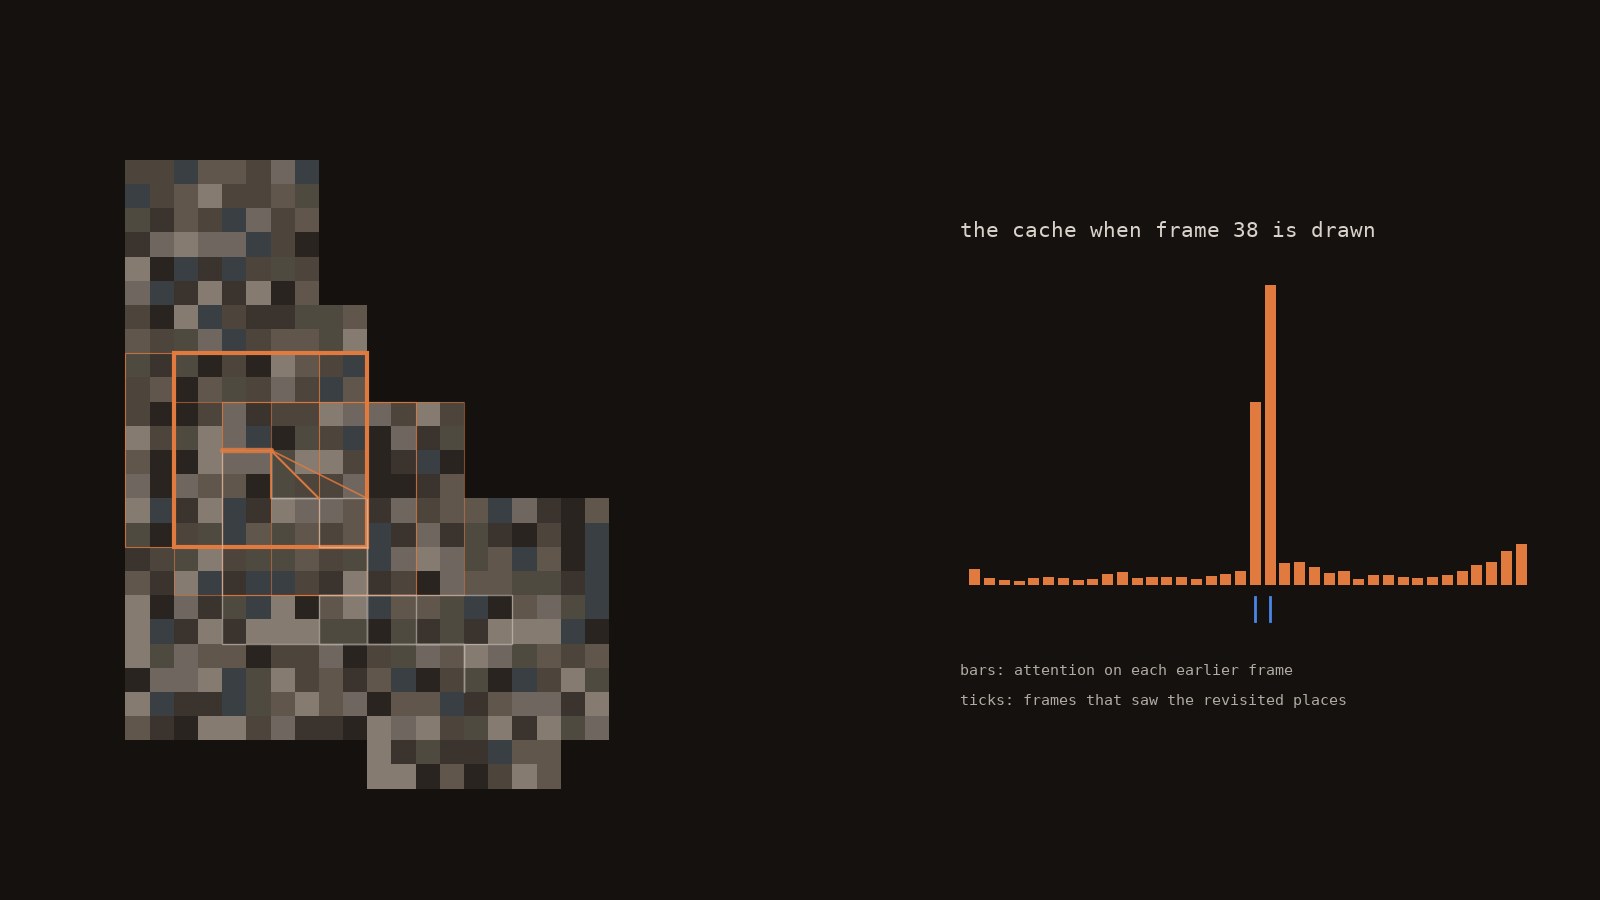 the cache when frame 38 is drawn
bars: attention on each earlier frame
ticks: frames that saw the revisited places